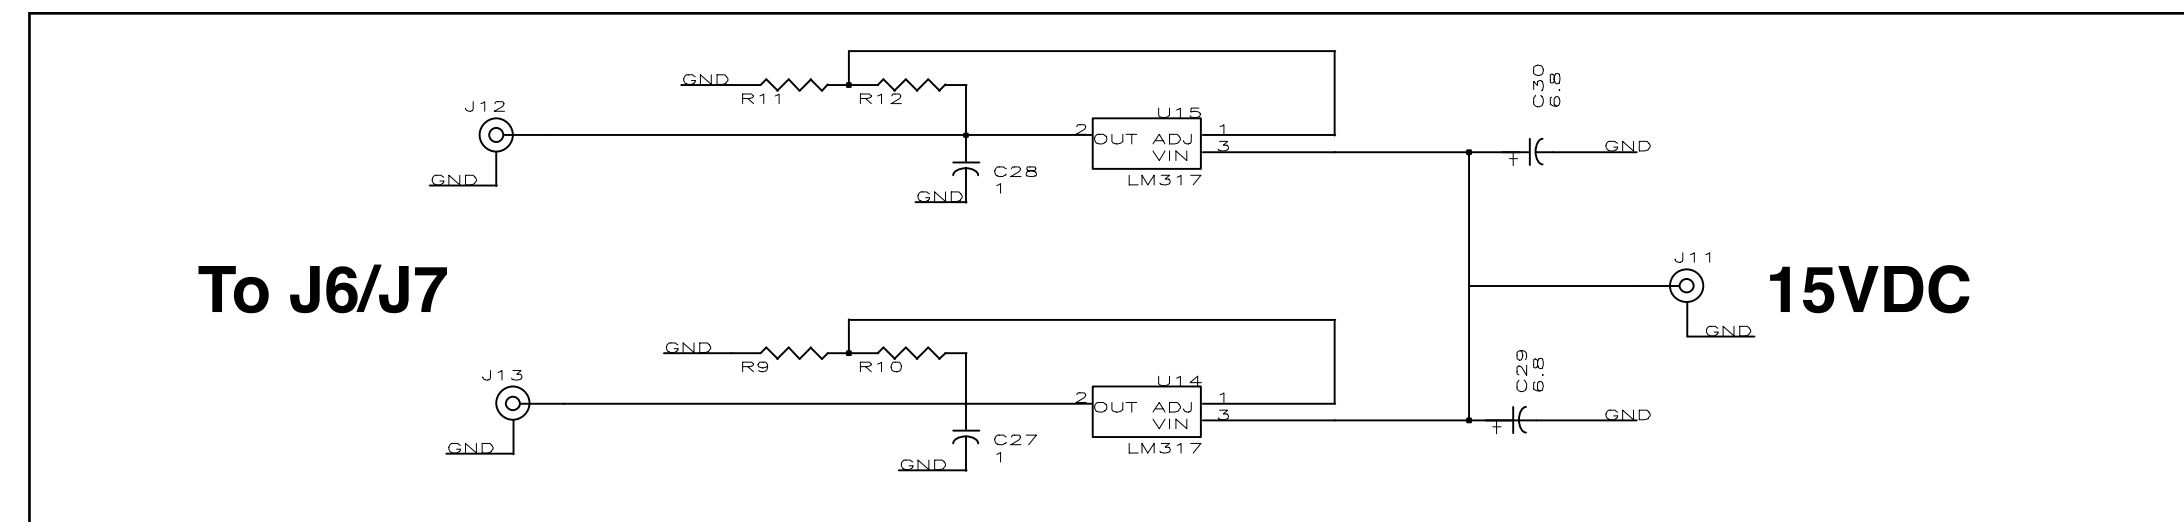 C30
6.8
GND
R11
R12
J12
U15
2
OUT
ADJ
1
VIN
3
GND
GND
C28
1
LM317
GND
J11
To J6/J7
15VDC
GND
GND
R9
R10
C29
6.8
J13
U14
2
OUT
ADJ
1
VIN
3
GND
GND
C27
1
LM317
GND